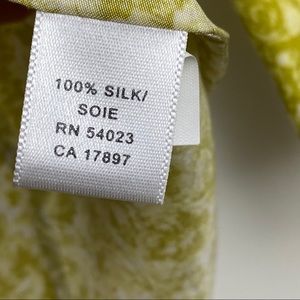 100% SILK/
SOIE
RN 54023
CA 17897